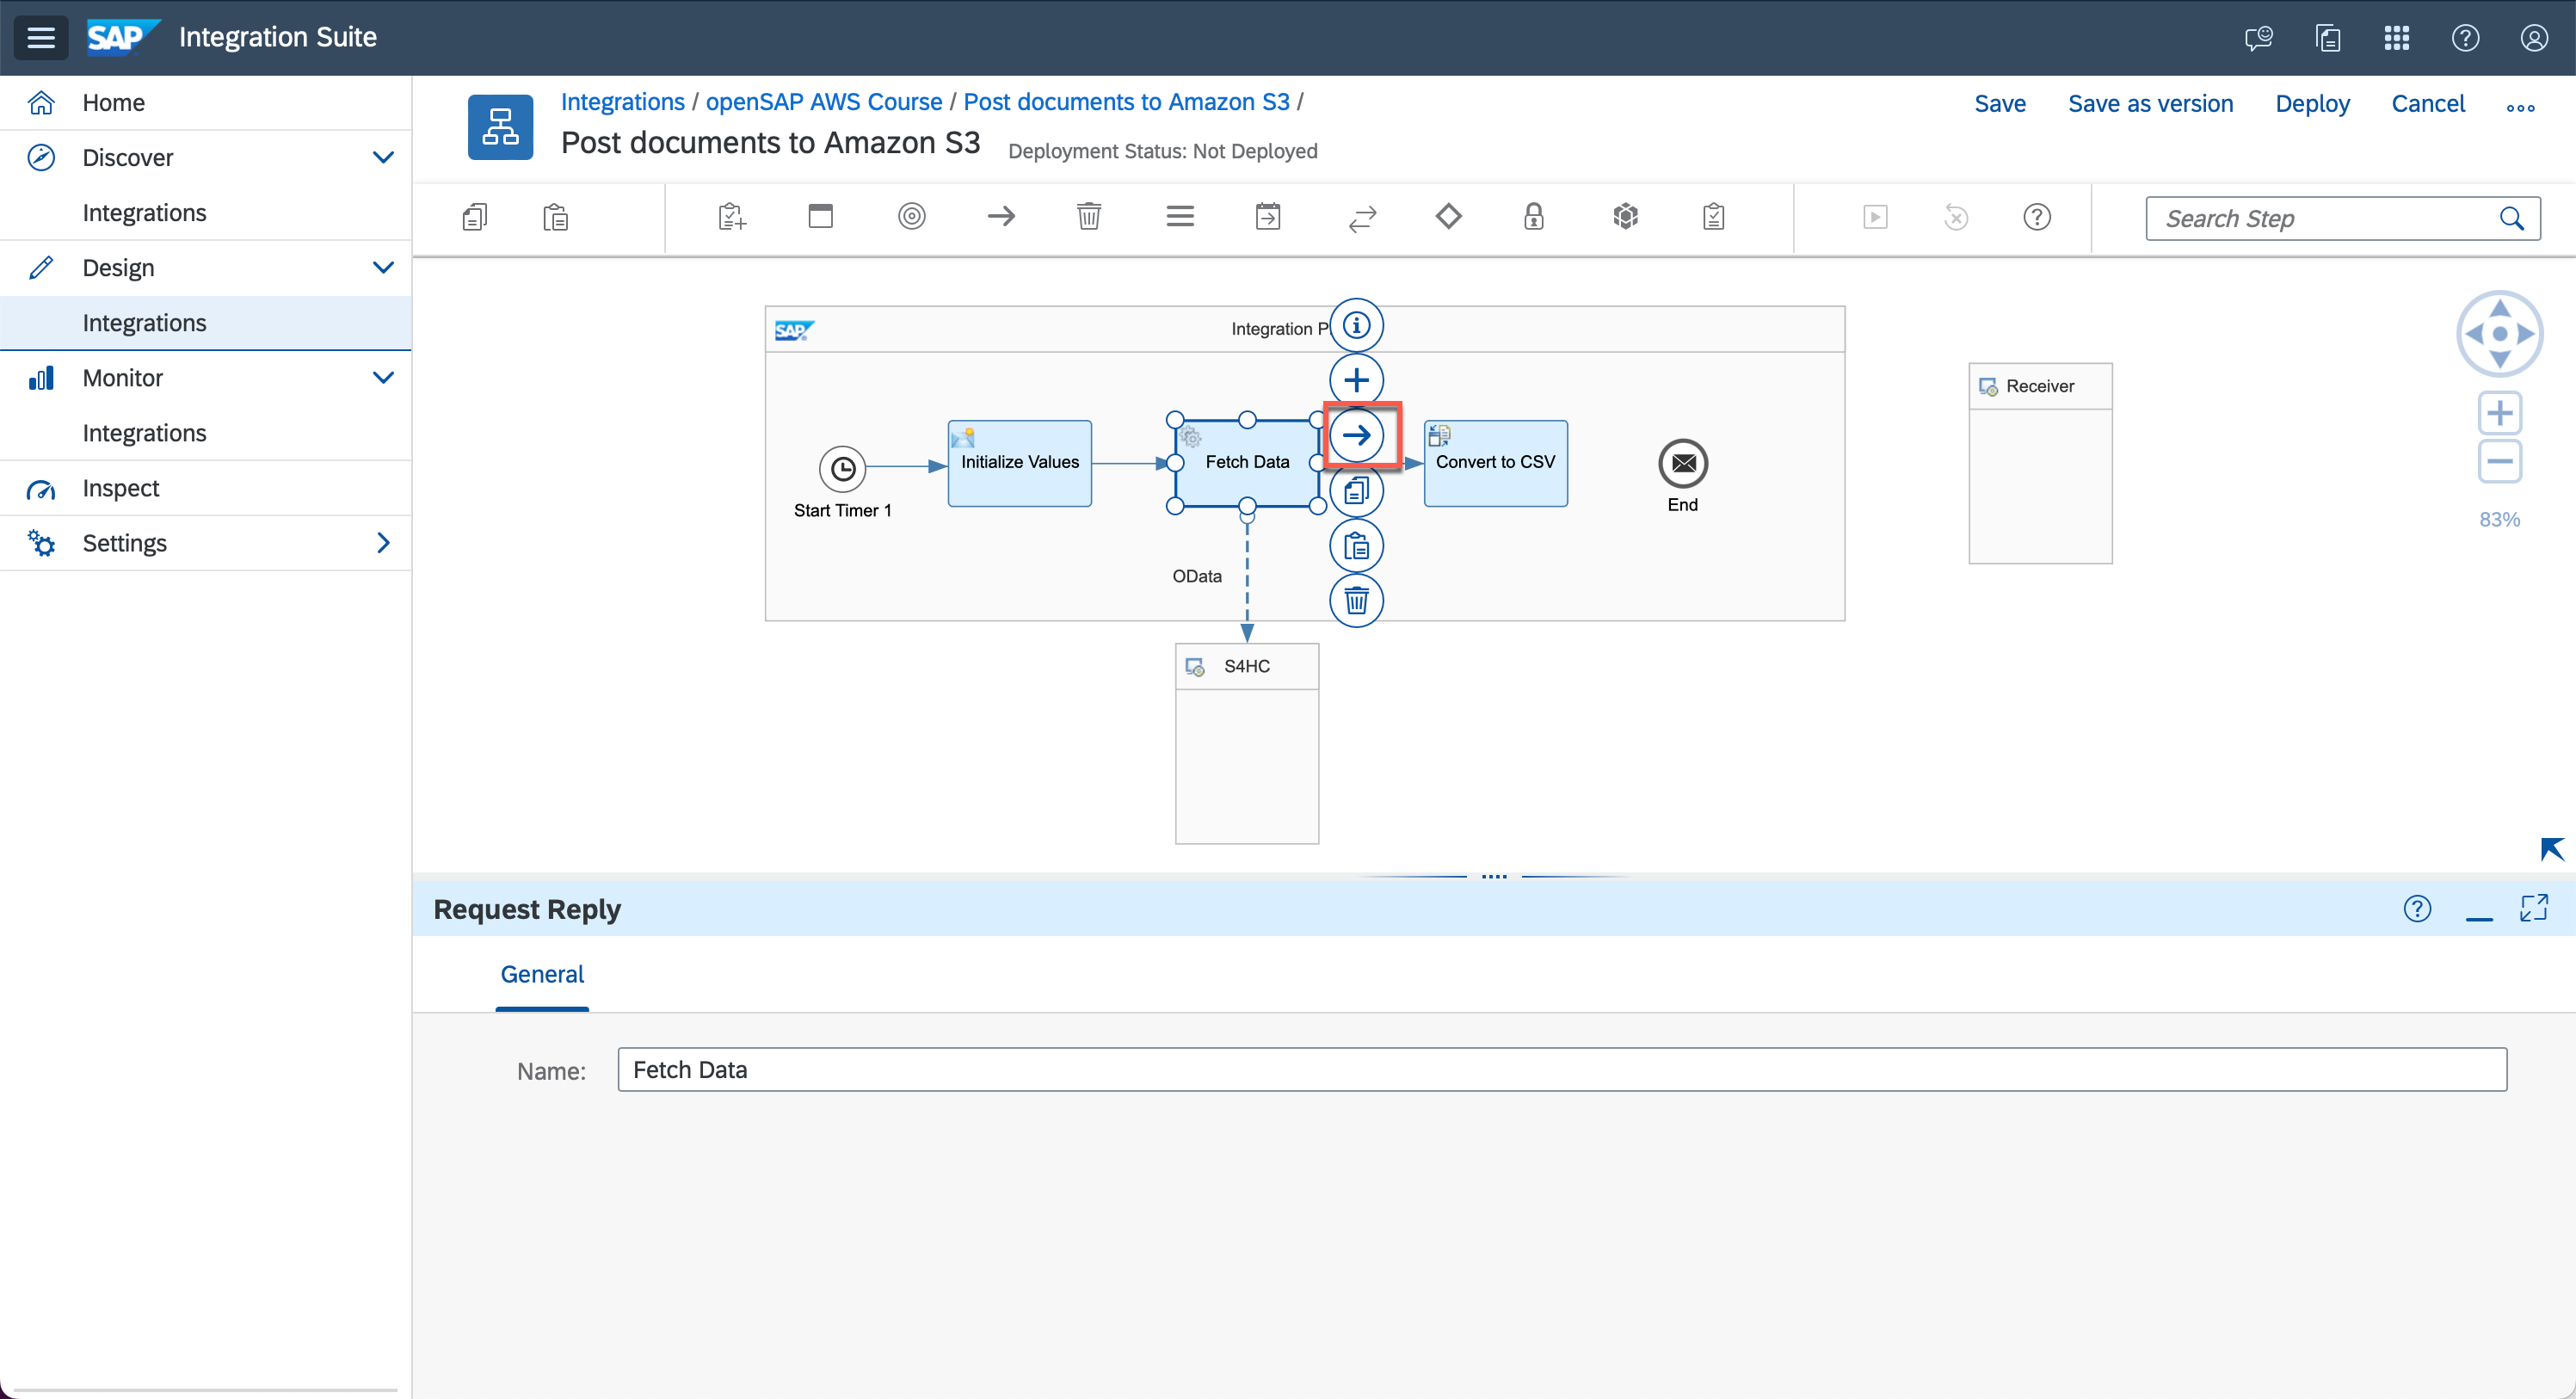 SAP Integration Suite
Home
Discover
Integrations
Design
Integrations
Monitor
Integrations
Inspect
Settings
Integrations / openSAP AWS Course / Post documents to Amazon S3 /
Post documents to Amazon S3 Deployment Status: Not Deployed
Save Save as version Deploy Cancel
Search Step
SAP Integration P
Receiver
Initialize Values Fetch Data Convert to CSV
Start Timer 1 End
83%
OData
S4HC
Request Reply
General
Name: Fetch Data